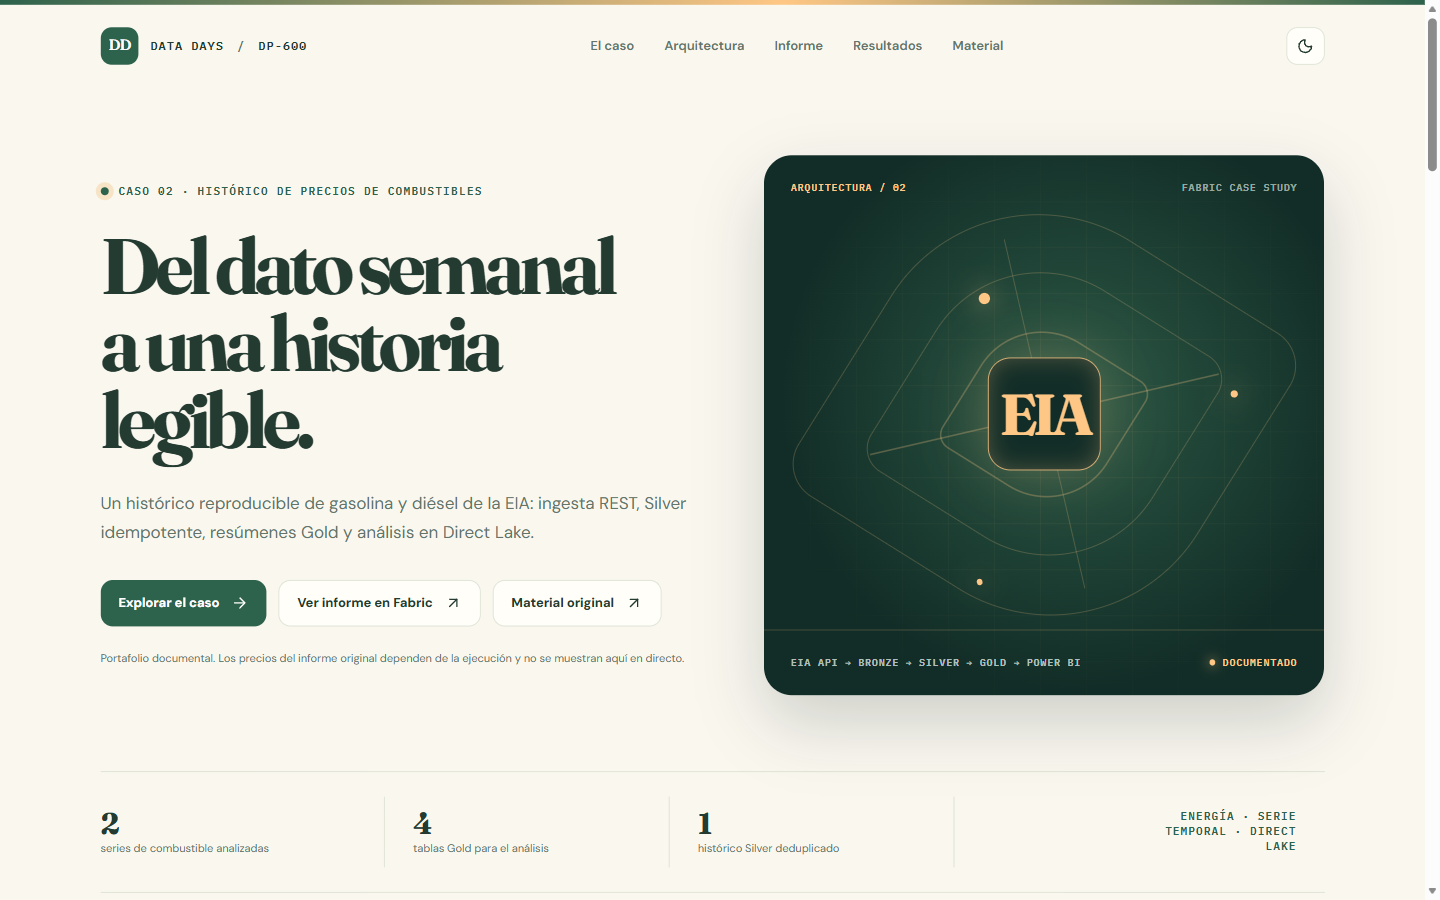 DD DATA DAYS / DP-600
El caso Arquitectura Informe Resultados Material
CASO 02 · HISTÓRICO DE PRECIOS DE COMBUSTIBLES
Del dato semanal
a una historia
legible.
Un histórico reproducible de gasolina y diésel de la EIA: ingesta REST, Silver
idempotente, resúmenes Gold y análisis en Direct Lake.
Explorar el caso → Ver informe en Fabric ↗ Material original ↗
Portafolio documental. Los precios del informe original dependen de la ejecución y no se muestran aquí en directo.
ARQUITECTURA / 02 FABRIC CASE STUDY
EIA
EIA API → BRONZE → SILVER → GOLD → POWER BI DOCUMENTADO
2
series de combustible analizadas
4
tablas Gold para el análisis
1
histórico Silver deduplicado
ENERGÍA · SERIE
TEMPORAL · DIRECT
LAKE